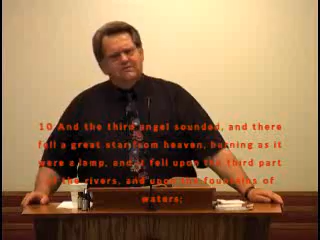 10 And the third angel sounded, and there
fell a great star from heaven, burning as it
were a lamp, and it fell upon the third part
the rivers, and upon the fountains of
waters;